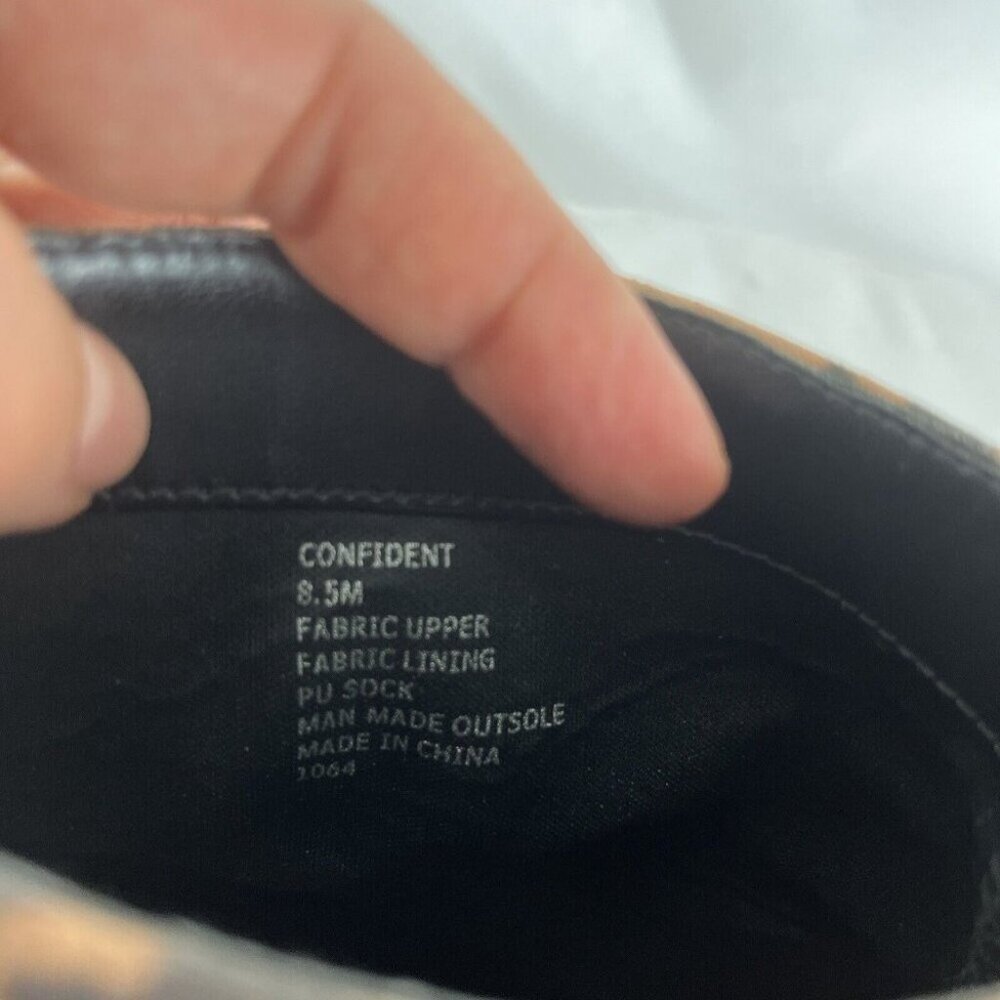 CONFIDENT
8.5M
FABRIC UPPER
FABRIC LINING
PU SOCK
MAN MADE OUTSOLE
MADE IN CHINA
1064